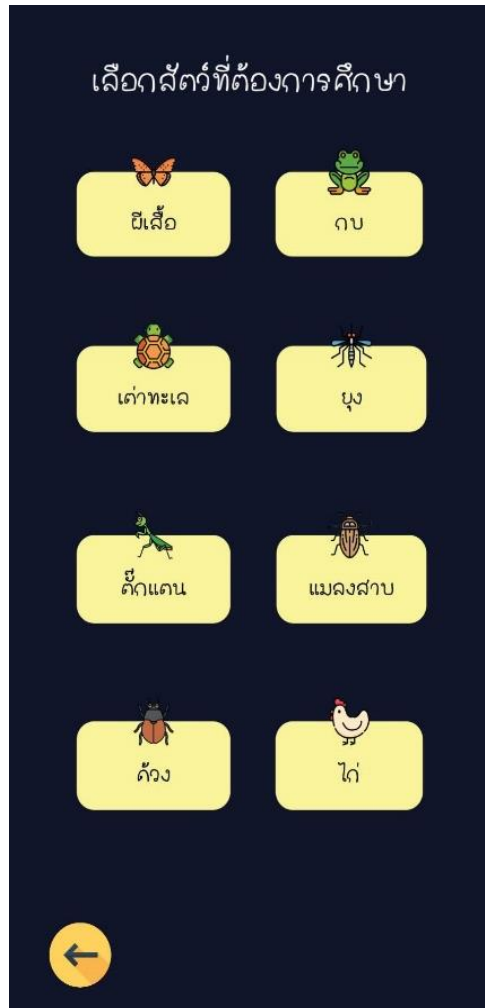 เลือกสัตว์ที่ต้องการศึกษา
ผีเสื้อ
กบ
เต่าทะเล
ยุง
ตั๊กแตน
แมลงสาบ
ด้วง
ไก่